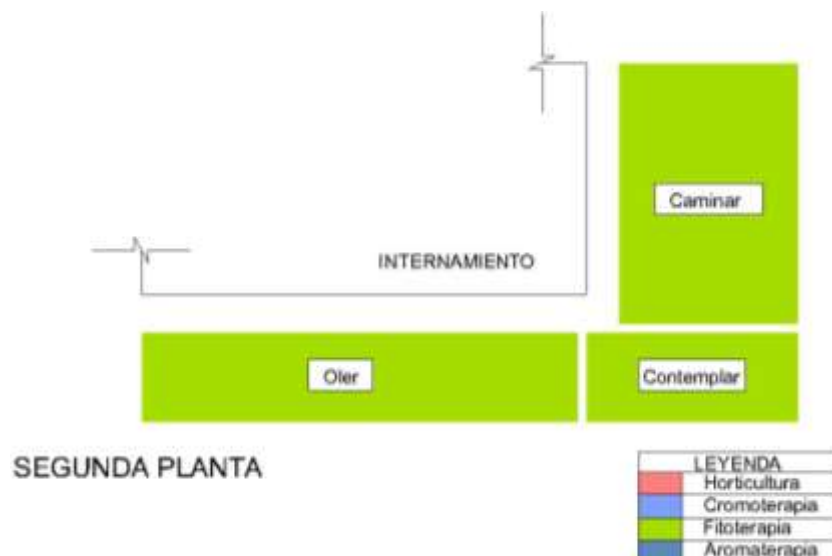 Caminar
INTERNAMIENTO
Oler
Contemplar
SEGUNDA PLANTA
LEYENDA
Horticultura
Cromoterapia
Fitoterapia
Aromaterapia